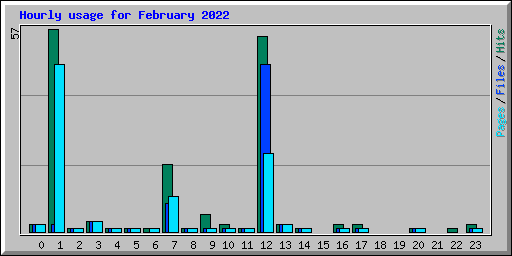 Hourly usage for February 2022
57
Pages/Files/Hits
0 1 2 3 4 5 6 7 8 9 10 11 12 13 14 15 16 17 18 19 20 21 22 23